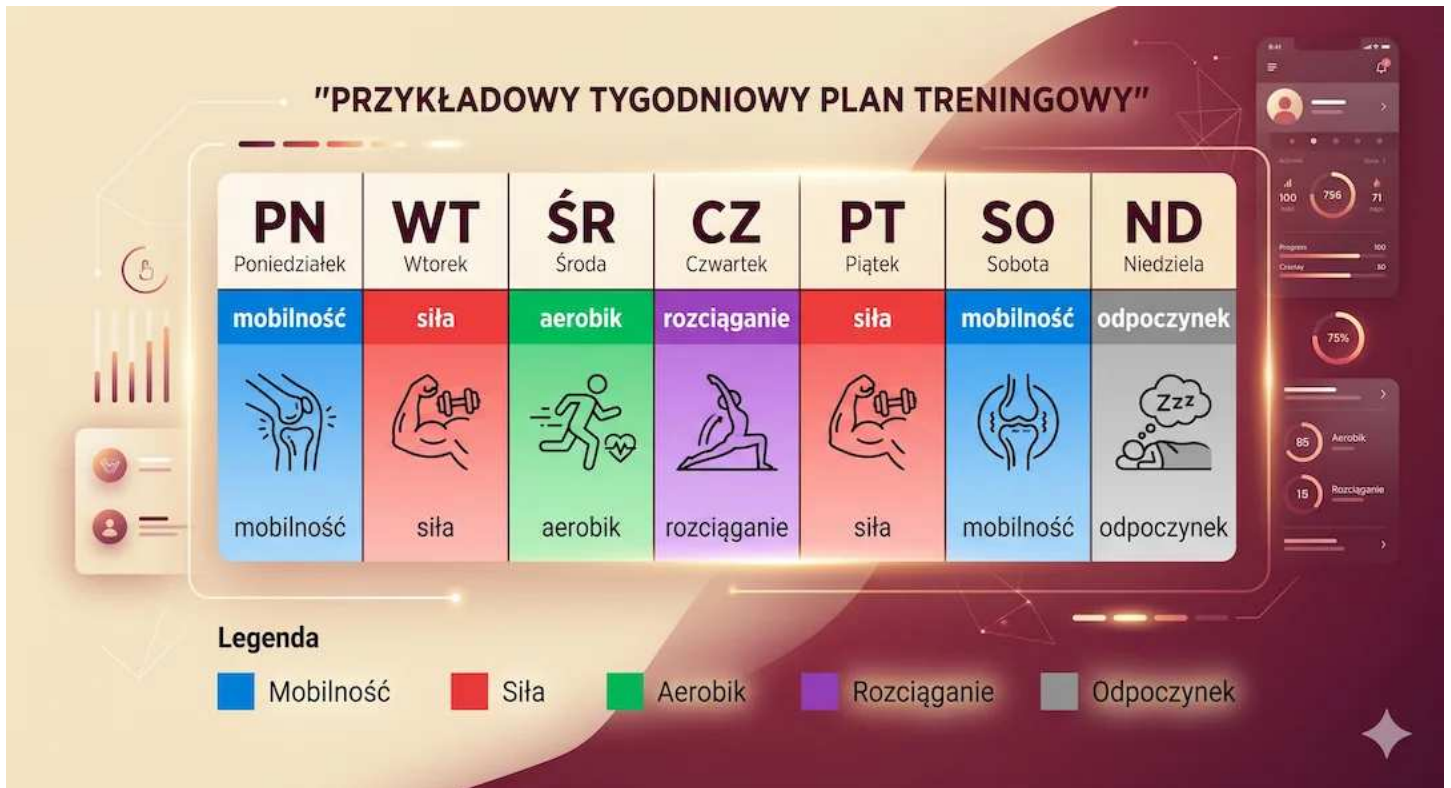 "PRZYKŁADOWY TYGODNIOWY PLAN TRENINGOWY"
PN WT ŚR CZ PT SO ND
Poniedziałek Wtorek Środa Czwartek Piątek Sobota Niedziela
mobilność siła aerobik rozciąganie siła mobilność odpoczynek
Zzz
mobilność siła aerobik rozciąganie siła mobilność odpoczynek
Legenda
Mobilność Siła Aerobik Rozciąganie Odpoczynek
100 756 71
Progrem 100
75%
85 Aerobik
15 Rozciąganie